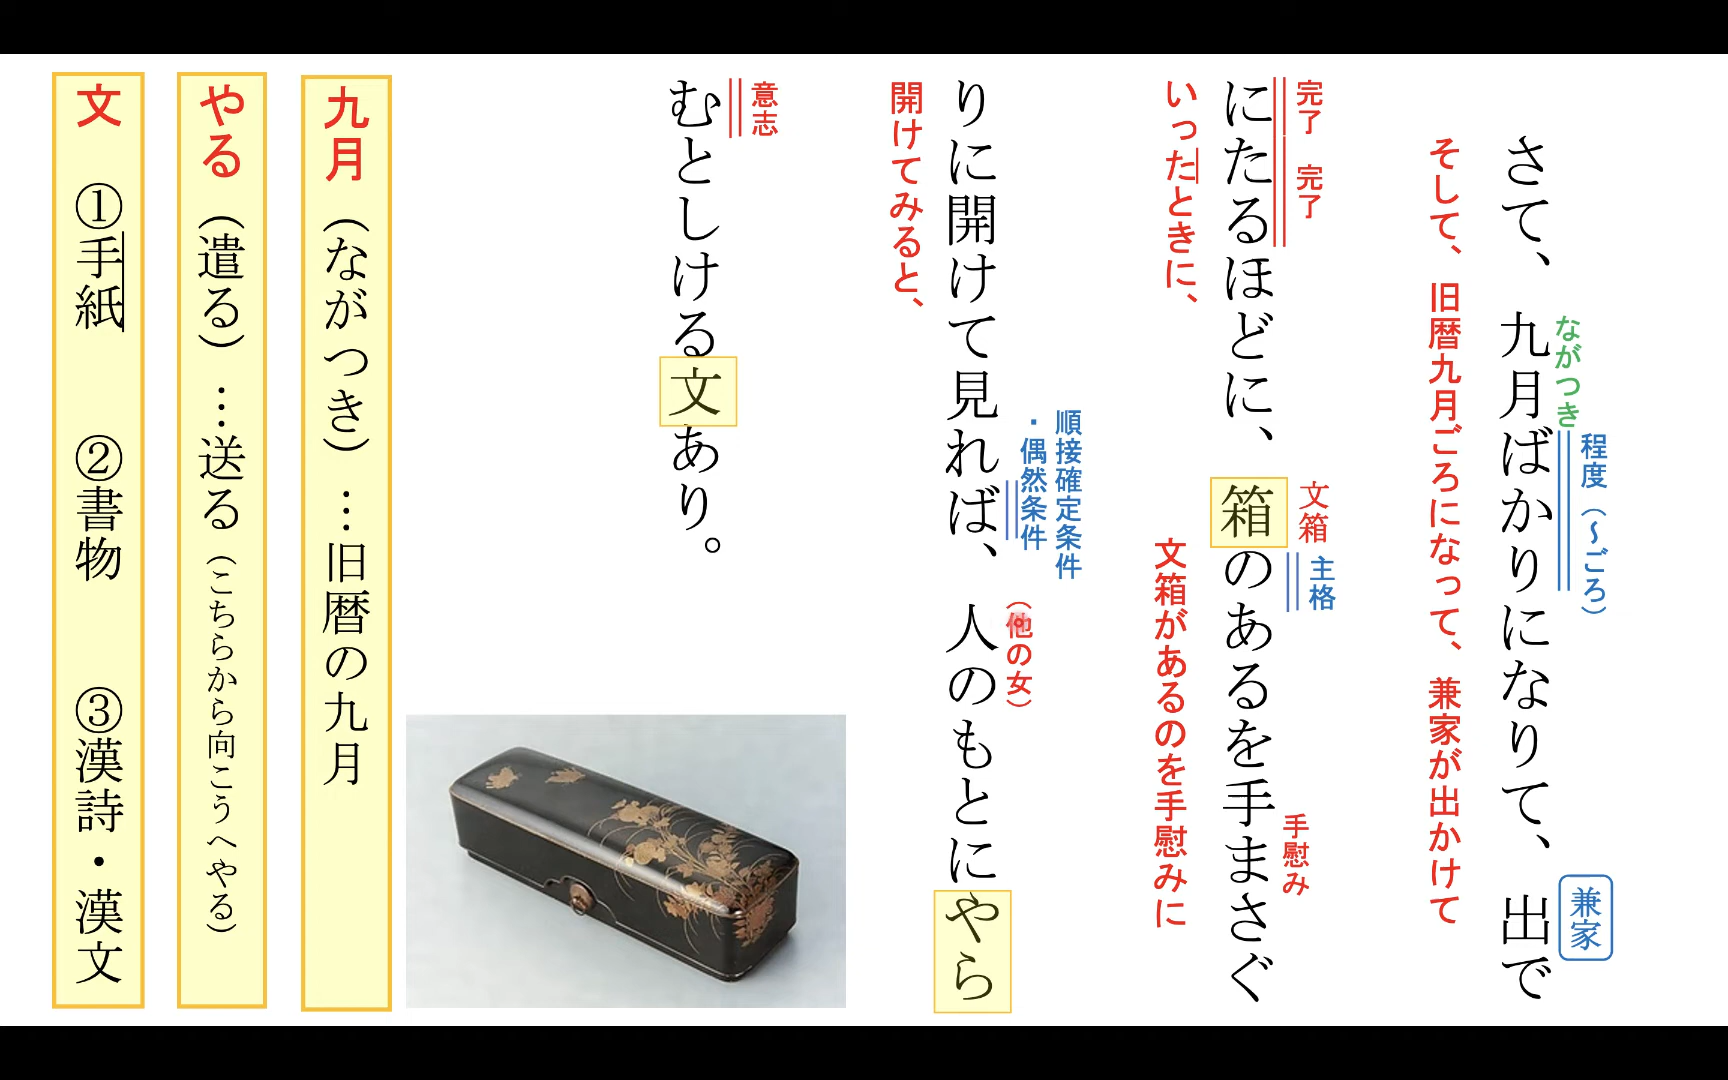 さて、九月ばかりになりて、出で
ながつき
程度（〜ごろ）
兼家
そして、旧暦九月ごろになって、兼家が出かけて
にたるほどに、箱のあるを手まさぐ
完了　完了
文箱
主格
手慰み
いったときに、
文箱があるのを手慰みに
りに開けて見れば、人のもとにやら
順接確定条件
・偶然条件
（他の女）
開けてみると、
むとしける文あり。
意志
九月（ながつき）…旧暦の九月
やる（遣る）…送る（こちらから向こうへやる）
文　①手紙　②書物　③漢詩・漢文